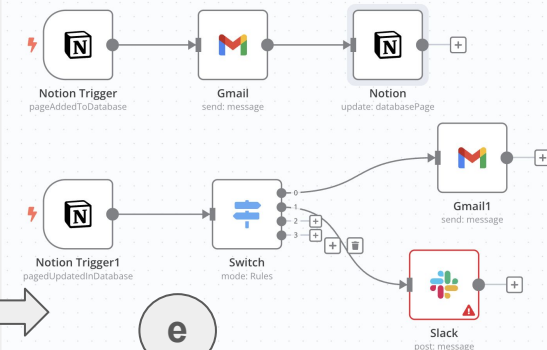 Notion Trigger
pageAddedToDatabase
Gmail
send: message
Notion
update: databasePage
Gmail1
send: message
0
1
2
3
Notion Trigger1
pagedUpdatedInDatabase
Switch
mode: Rules
e
Slack
post: message